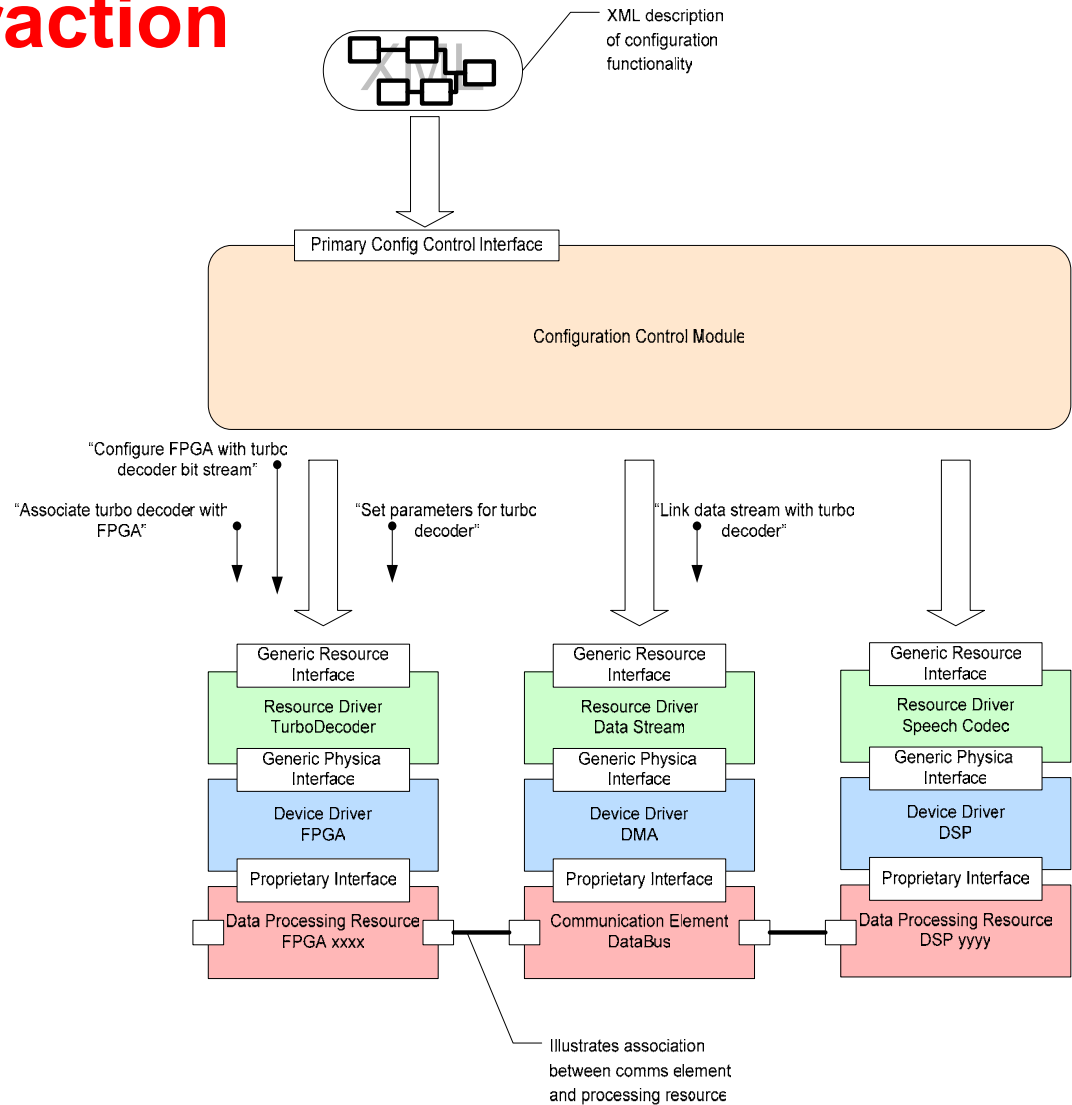 raction
XML description
of configuration
functionality
XML
Primary Config Control Interface
Configuration Control Module
“Configure FPGA with turbo
decoder bit stream”
“Associate turbo decoder with
FPGA”
“Set parameters for turbo
decoder”
“Link data stream with turbo
decoder”
Generic Resource
Interface
Resource Driver
TurboDecoder
Generic Physica
Interface
Device Driver
FPGA
Proprietary Interface
Data Processing Resource
FPGA xxxx
Generic Resource
Interface
Resource Driver
Data Stream
Generic Physica
Interface
Device Driver
DMA
Proprietary Interface
Communication Element
DataBus
Generic Resource
Interface
Resource Driver
Speech Codec
Generic Physica
Interface
Device Driver
DSP
Proprietary Interface
Data Processing Resource
DSP yyyy
Illustrates association
between comms element
and processing resource